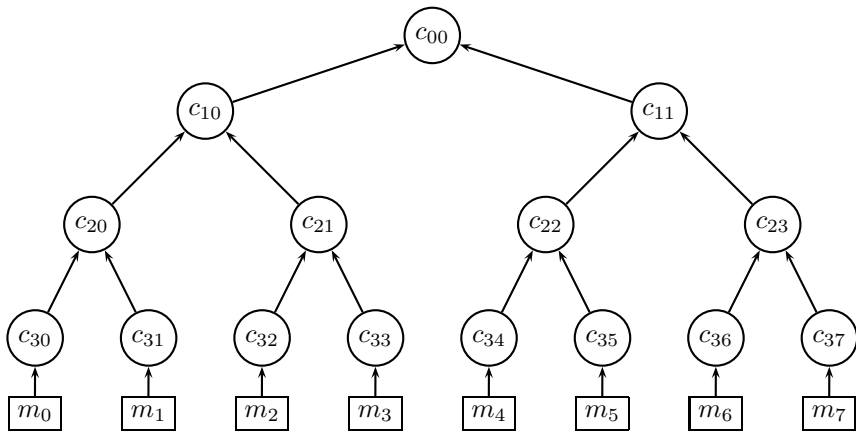 c₀₀
c₁₀ c₁₁
c₂₀ c₂₁ c₂₂ c₂₃
c₃₀ c₃₁ c₃₂ c₃₃ c₃₄ c₃₅ c₃₆ c₃₇
m₀ m₁ m₂ m₃ m₄ m₅ m₆ m₇